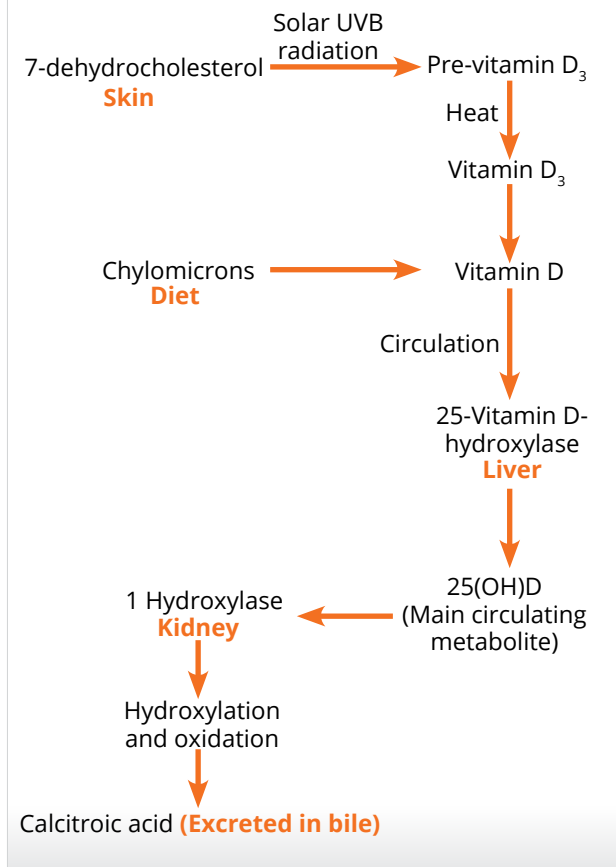 Solar UVB
radiation
7-dehydrocholesterol
Skin
Pre-vitamin D₃
Heat
Vitamin D₃
Chylomicrons
Diet
Vitamin D
Circulation
25-Vitamin D-
hydroxylase
Liver
25(OH)D
(Main circulating
metabolite)
1 Hydroxylase
Kidney
Hydroxylation
and oxidation
Calcitroic acid (Excreted in bile)